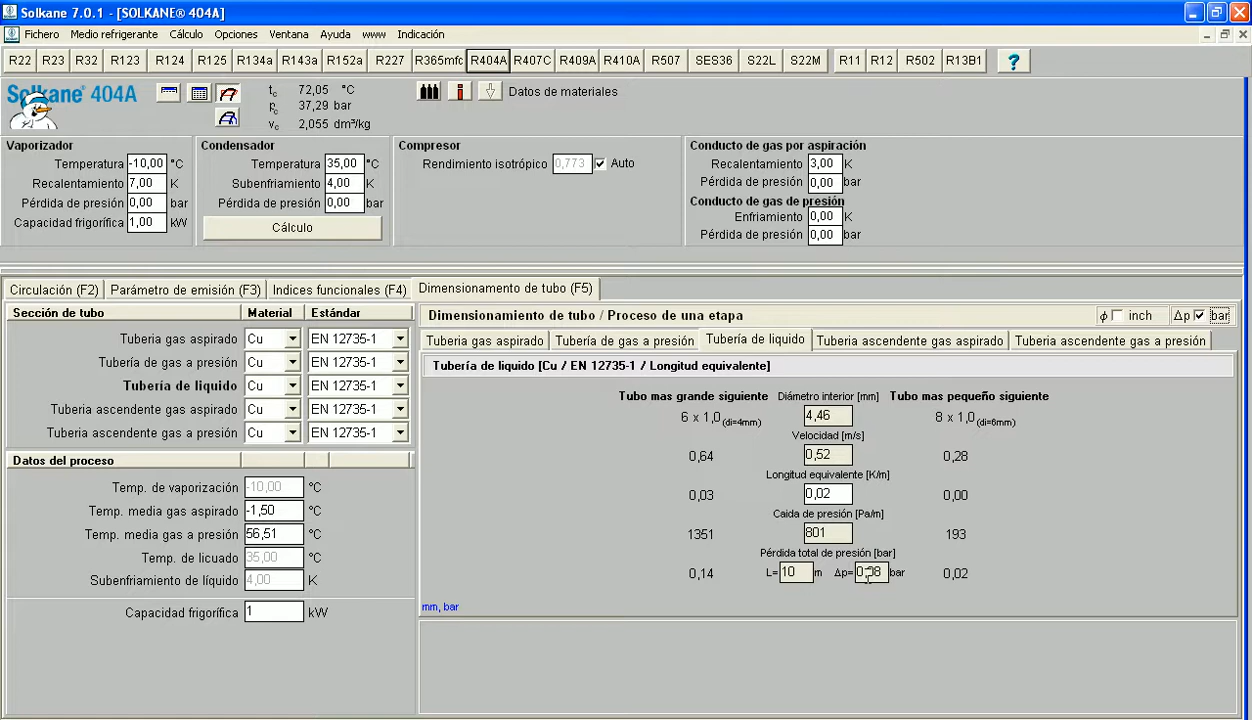 Solkane 7.0.1 - [SOLKANE® 404A]
Fichero Medio refrigerante Cálculo Opciones Ventana Ayuda www Indicación
R22 R23 R32 R123 R124 R125 R134a R143a R152a R227 R365mfc R404A R407C R409A R410A R507 SES36 S22L S22M R11 R12 R502 R13B1 ?
Solkane® 404A
tc 72,05 °C
pc 37,29 bar
vc 2,055 dm³/kg
Datos de materiales
Vaporizador
Temperatura -10,00 °C
Recalentamiento 7,00 K
Pérdida de presión 0,00 bar
Capacidad frigorífica 1,00 kW
Condensador
Temperatura 35,00 °C
Subenfriamiento 4,00 K
Pérdida de presión 0,00 bar
Cálculo
Compresor
Rendimiento isotrópico 0,773 Auto
Conducto de gas por aspiración
Recalentamiento 3,00 K
Pérdida de presión 0,00 bar
Conducto de gas de presión
Enfriamiento 0,00 K
Pérdida de presión 0,00 bar
Circulación (F2) Parámetro de emisión (F3) Indices funcionales (F4) Dimensionamento de tubo (F5)
Sección de tubo Material Estándar
Tuberia gas aspirado Cu EN 12735-1
Tubería de gas a presión Cu EN 12735-1
Tubería de liquido Cu EN 12735-1
Tuberia ascendente gas aspirado Cu EN 12735-1
Tuberia ascendente gas a presión Cu EN 12735-1
Datos del proceso
Temp. de vaporización -10,00 °C
Temp. media gas aspirado -1,50 °C
Temp. media gas a presión 56,51 °C
Temp. de licuado 35,00 °C
Subenfriamiento de líquido 4,00 K
Capacidad frigorífica 1 kW
Dimensionamiento de tubo / Proceso de una etapa ϕ inch Δp bar
Tuberia gas aspirado Tubería de gas a presión Tubería de liquido Tuberia ascendente gas aspirado Tuberia ascendente gas a presión
Tubería de liquido [Cu / EN 12735-1 / Longitud equivalente]
Tubo mas grande siguiente Diámetro interior [mm] Tubo mas pequeño siguiente
6 x 1,0 (di=4mm) 4,46 8 x 1,0 (di=6mm)
Velocidad [m/s]
0,64 0,52 0,28
Longitud equivalente [K/m]
0,03 0,02 0,00
Caida de presión [Pa/m]
1351 801 193
Pérdida total de presión [bar]
0,14 L= 10 m Δp= 0,08 bar 0,02
mm, bar